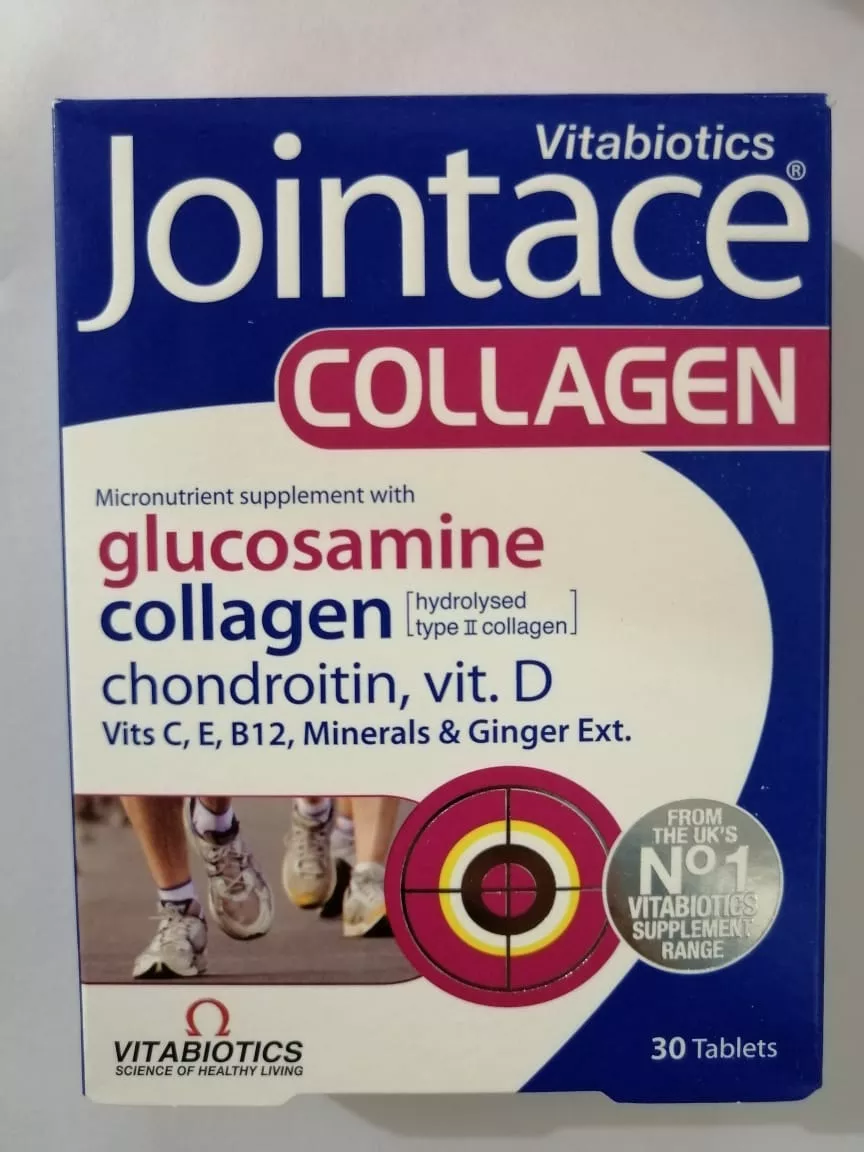 Vitabiotics
Jointace®
COLLAGEN
Micronutrient supplement with
glucosamine
collagen [hydrolysed
type II collagen]
chondroitin, vit. D
Vits C, E, B12, Minerals & Ginger Ext.
FROM
THE UK'S
Nº1
VITABIOTICS
SUPPLEMENT
RANGE
VITABIOTICS
SCIENCE OF HEALTHY LIVING
30 Tablets